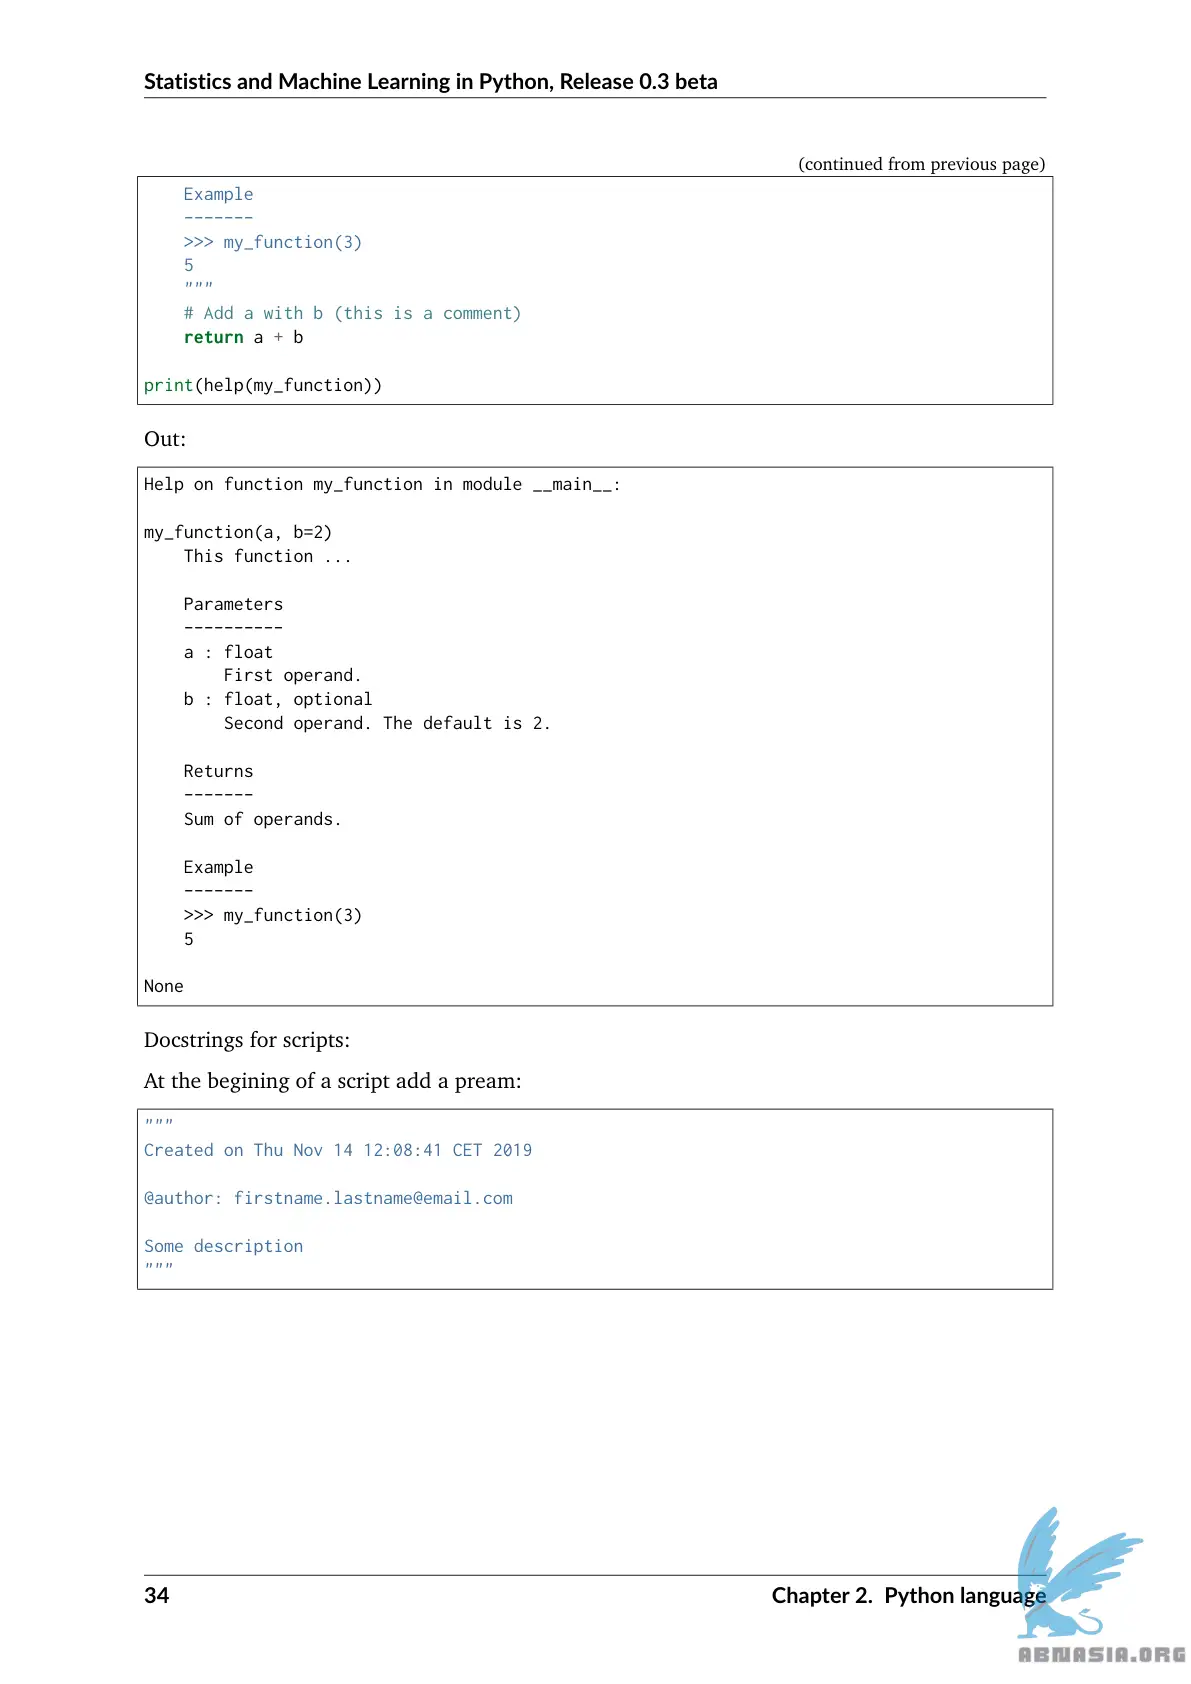 Statistics and Machine Learning in Python, Release 0.3 beta
(continued from previous page)
    Example
    -------
    >>> my_function(3)
    5
    """
    # Add a with b (this is a comment)
    return a + b

print(help(my_function))
Out:
Help on function my_function in module __main__:

my_function(a, b=2)
    This function ...

    Parameters
    ----------
    a : float
        First operand.
    b : float, optional
        Second operand. The default is 2.

    Returns
    -------
    Sum of operands.

    Example
    -------
    >>> my_function(3)
    5

None
Docstrings for scripts:
At the begining of a script add a pream:
"""
Created on Thu Nov 14 12:08:41 CET 2019

@author: firstname.lastname@email.com

Some description
"""
34 Chapter 2. Python language
ABMASIA.ORG